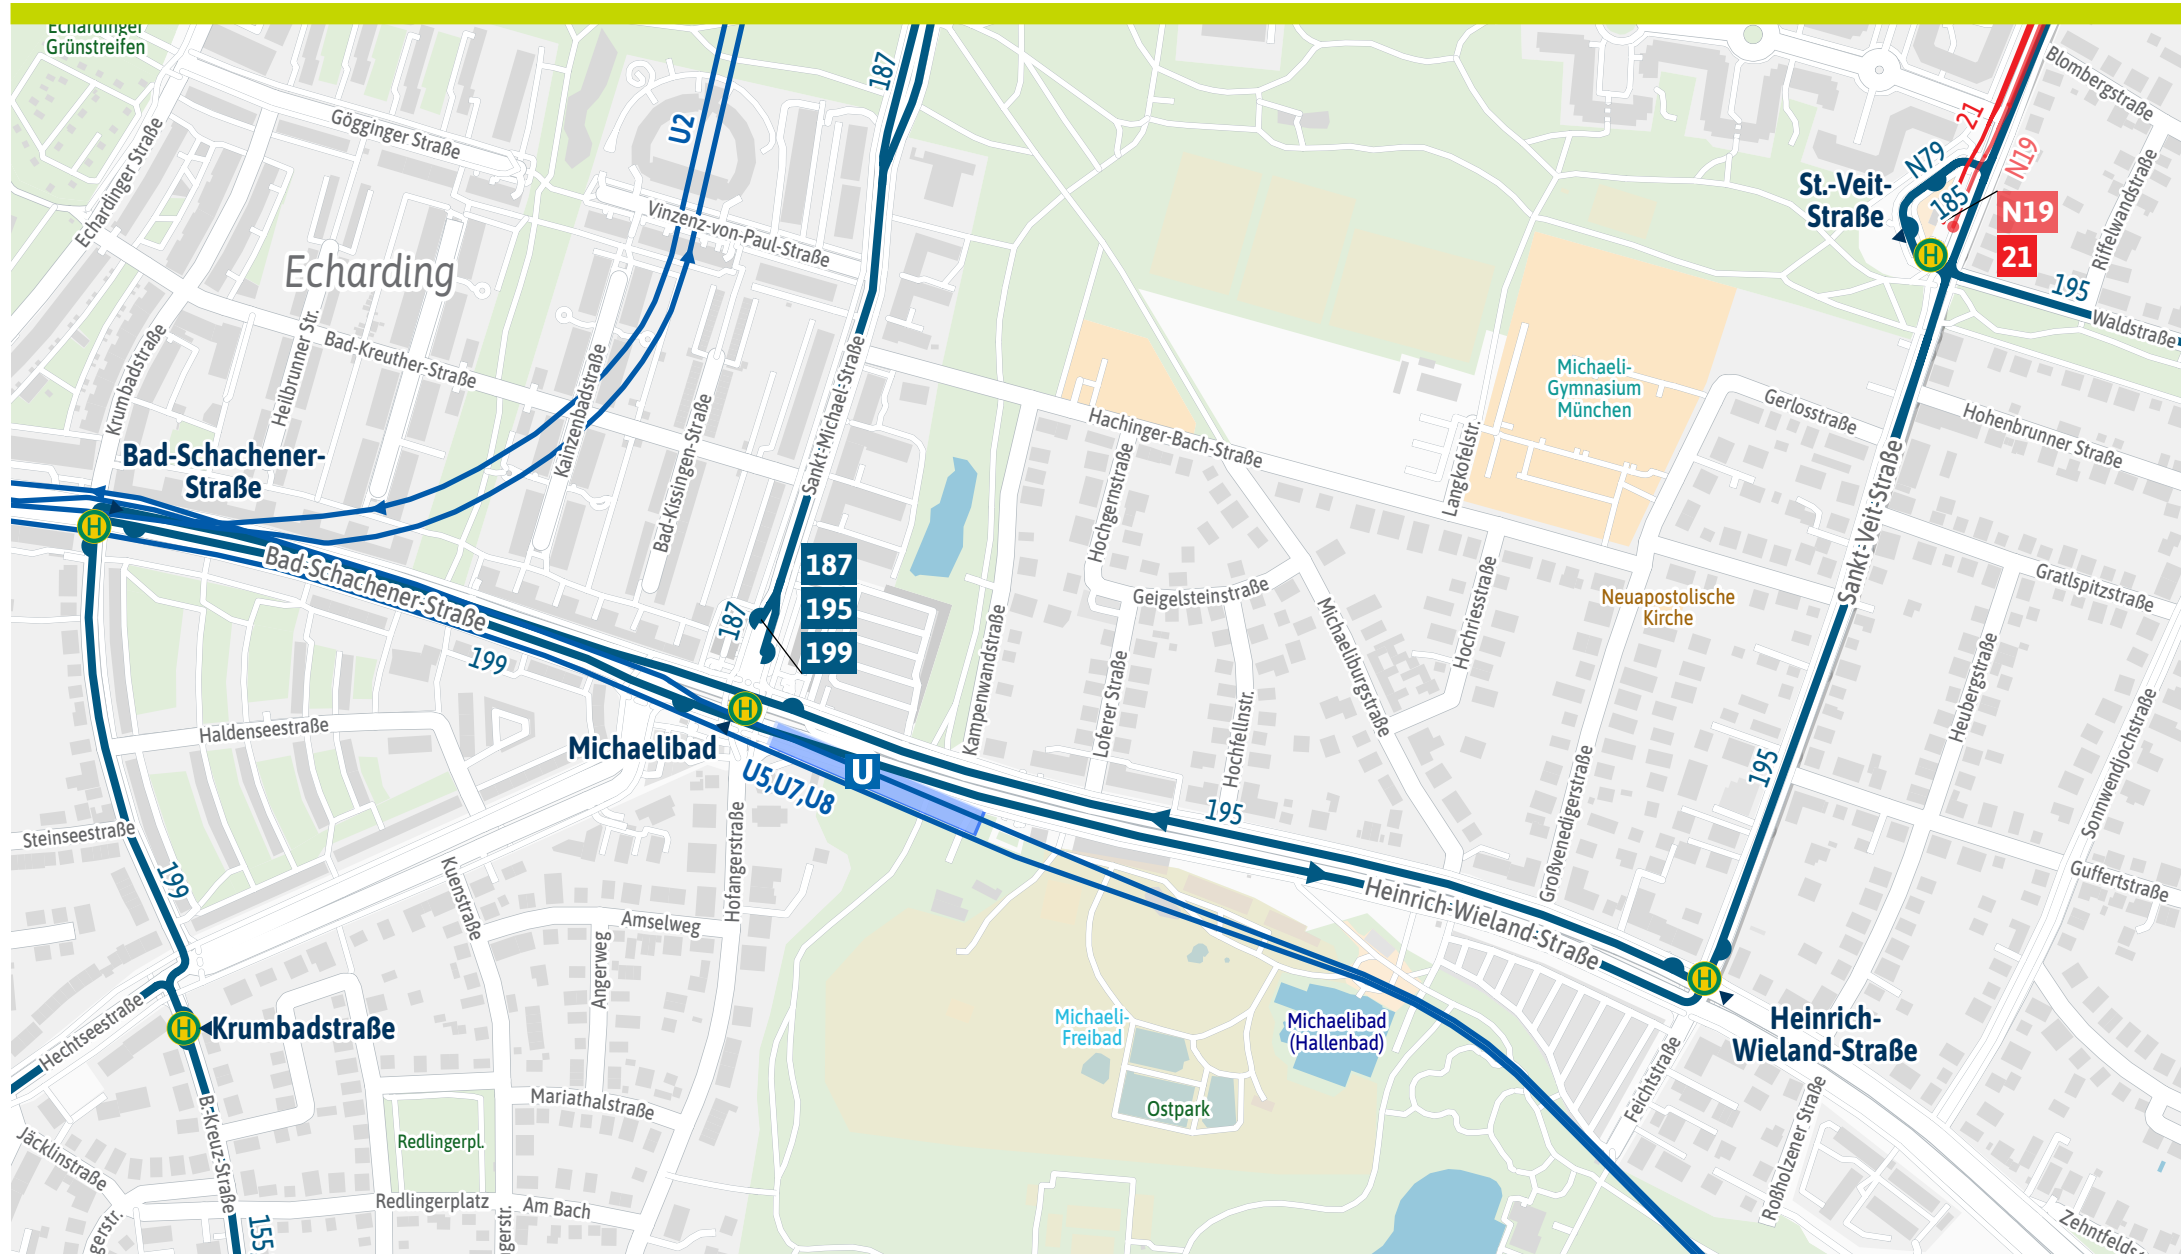 Echardinger
Grünstreifen
Gögginger Straße
Echardinger Straße
U2
187
Vinzenz-von-Paul-Straße
Echarding
Krumbadstraße
Heilbrunner Str.
Bad-Kreuther-Straße
Kainzenbadstraße
Bad-Kissingen-Straße
Sankt-Michael-Straße
Bad-Schachener-
Straße
H
Bad-Schachener-Straße
199
187
187
195
199
H
Michaelibad
U
U5,U7,U8
Haldenseestraße
Steinseestraße
199
Kuenstraße
Amselweg
Angerweg
Hofangerstraße
Hechtseestraße
H
Krumbadstraße
B.-Kreuz-Straße
Jäcklinstraße
155
Mariathalstraße
Redlingerpl.
Redlingerplatz
Am Bach
gerstr.
ngerstr.
Hachinger-Bach-Straße
Hochgernstraße
Geigelsteinstraße
Kampenwandstraße
Loferer Straße
Hochfellnstr.
Michaeliburgstraße
Hochriesstraße
Langkofelstr.
Michaeli-
Gymnasium
München
Neuapostolische
Kirche
Großvenedigerstraße
195
Heinrich-Wieland-Straße
Michaeli-
Freibad
Michaelibad
(Hallenbad)
Ostpark
St.-Veit-
Straße
N79
185
21
N19
N19
21
H
195
Waldstraße
Blombergstraße
Riffelwandstraße
Gerlosstraße
Hohenbrunner Straße
Sankt-Veit-Straße
Gratlspitzstraße
Heubergstraße
195
Sonnwendjochstraße
Guffertstraße
H
Heinrich-
Wieland-Straße
Feichtstraße
Roßholzener Straße
Zehntfelds